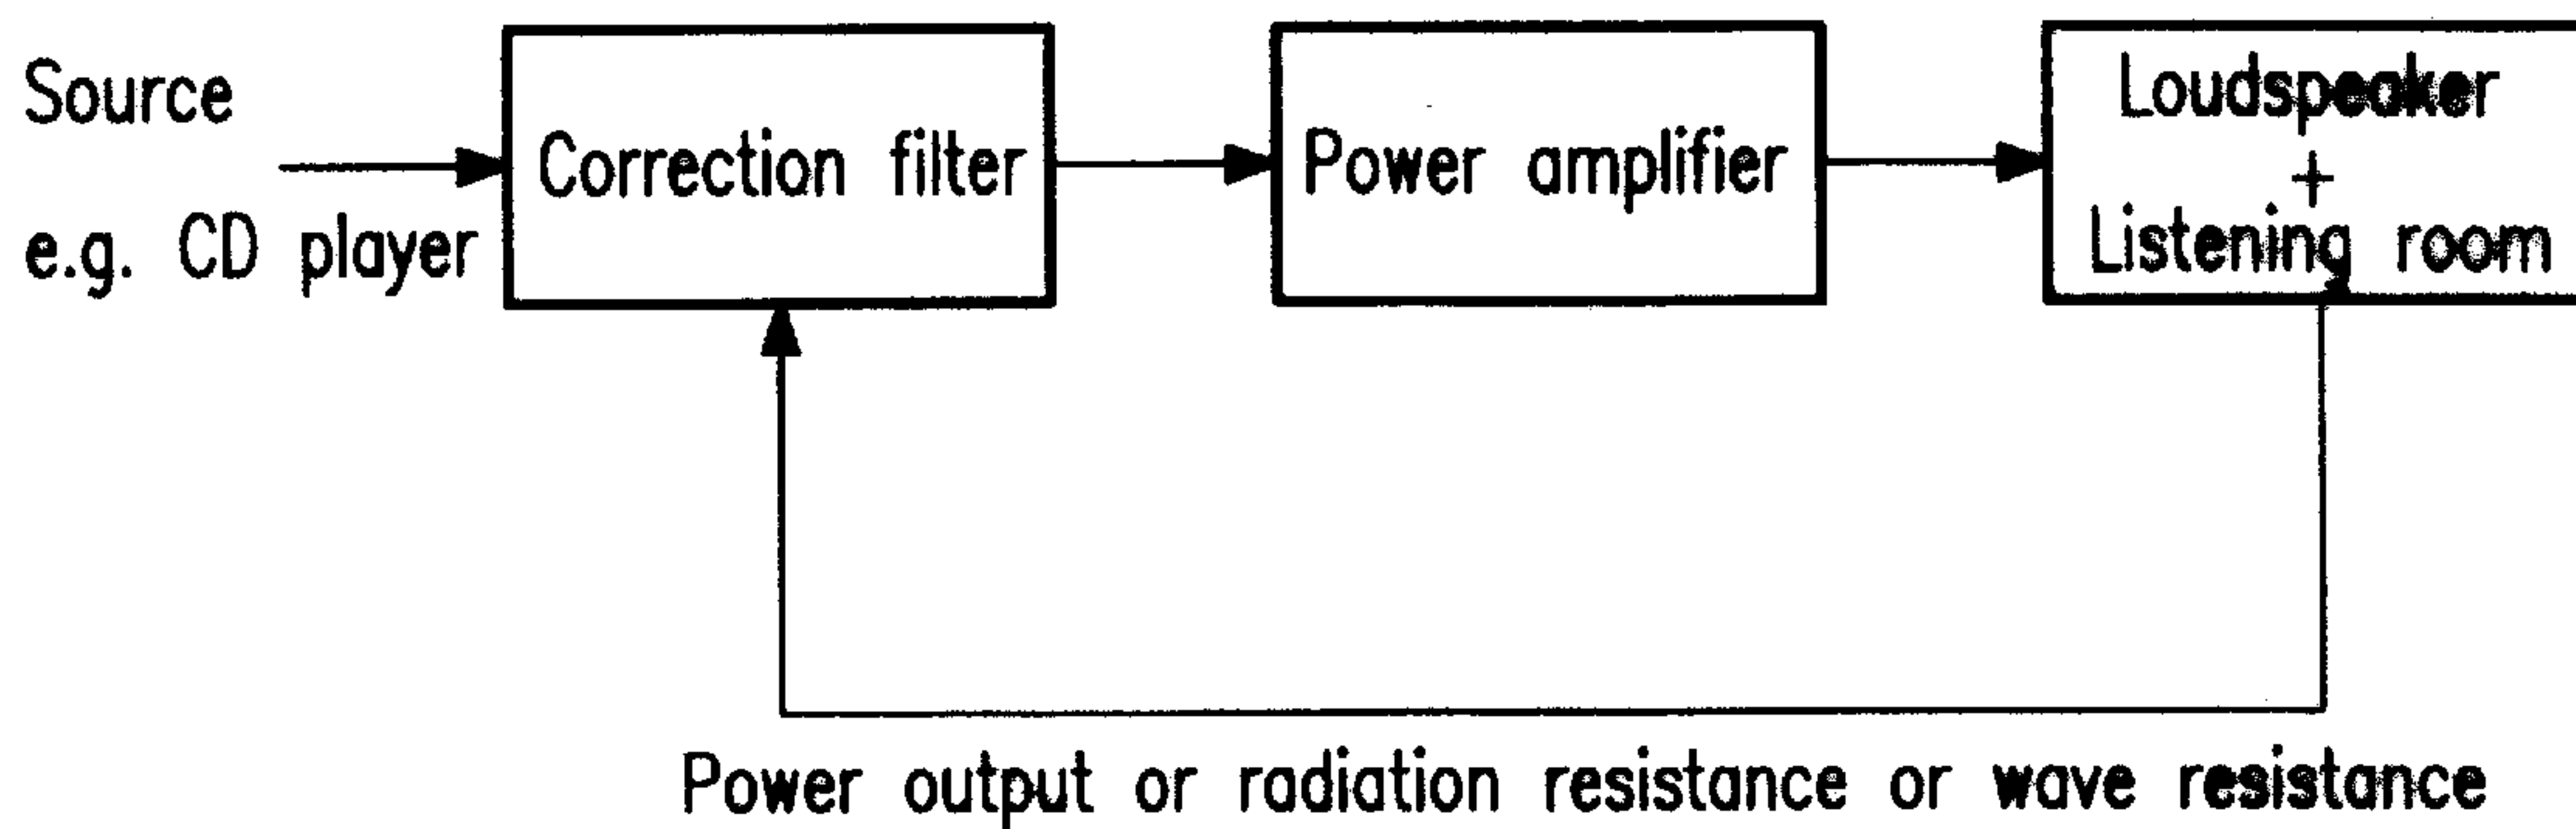 Source
e.g. CD player
Correction filter
Power amplifier
Loudspeaker
+
Listening room
Power output or radiation resistance or wave resistance